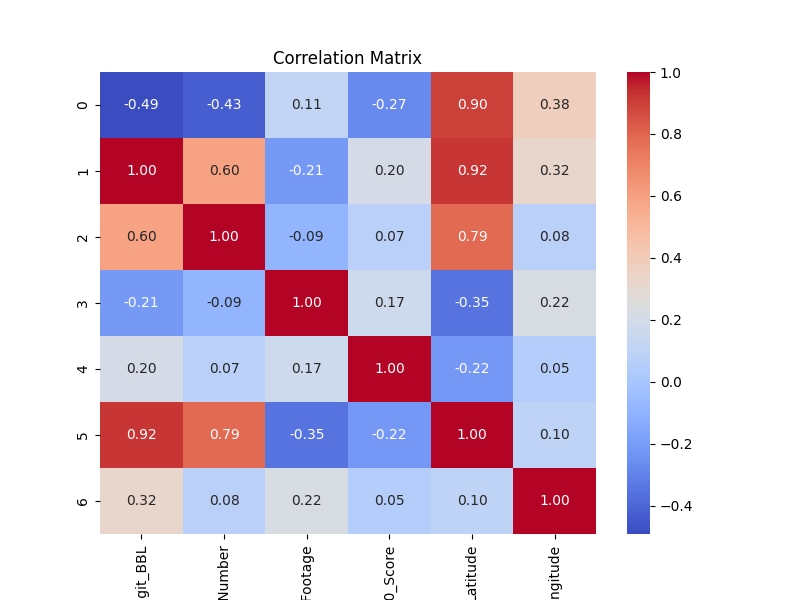 Correlation Matrix
0 -0.49 -0.43 0.11 -0.27 0.90 0.38
1 1.00 0.60 -0.21 0.20 0.92 0.32
2 0.60 1.00 -0.09 0.07 0.79 0.08
3 -0.21 -0.09 1.00 0.17 -0.35 0.22
4 0.20 0.07 0.17 1.00 -0.22 0.05
5 0.92 0.79 -0.35 -0.22 1.00 0.10
6 0.32 0.08 0.22 0.05 0.10 1.00
git_BBL
Number
Footage
0_Score
atitude
ngitude
1.0
0.8
0.6
0.4
0.2
0.0
−0.2
−0.4